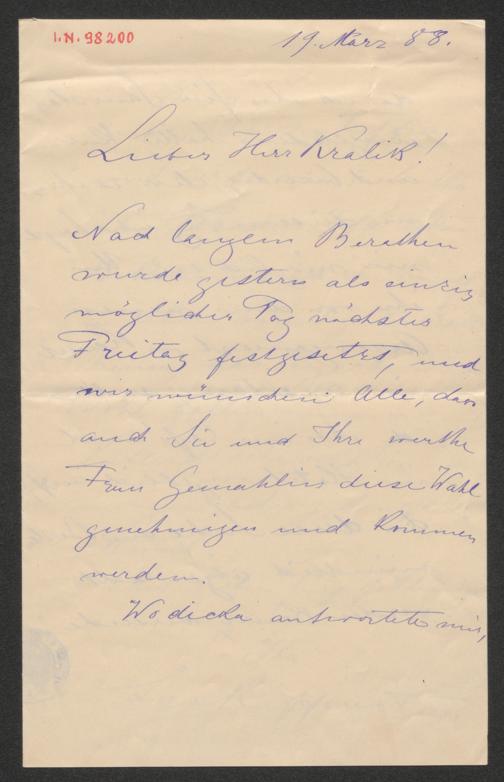 I.N. 98200
19. März 88.
Lieber Herr Kralik!
Nach langem Berathen
wurde gestern als einzig
möglicher Tag nächster
Freitag festgesetzt, und
wir wünschen Alle, dass
auch Sie und Ihre werthe
Frau Gemahlin diese Wahl
genehmigen und kommen
werden.
Wodicka antwortete mir,